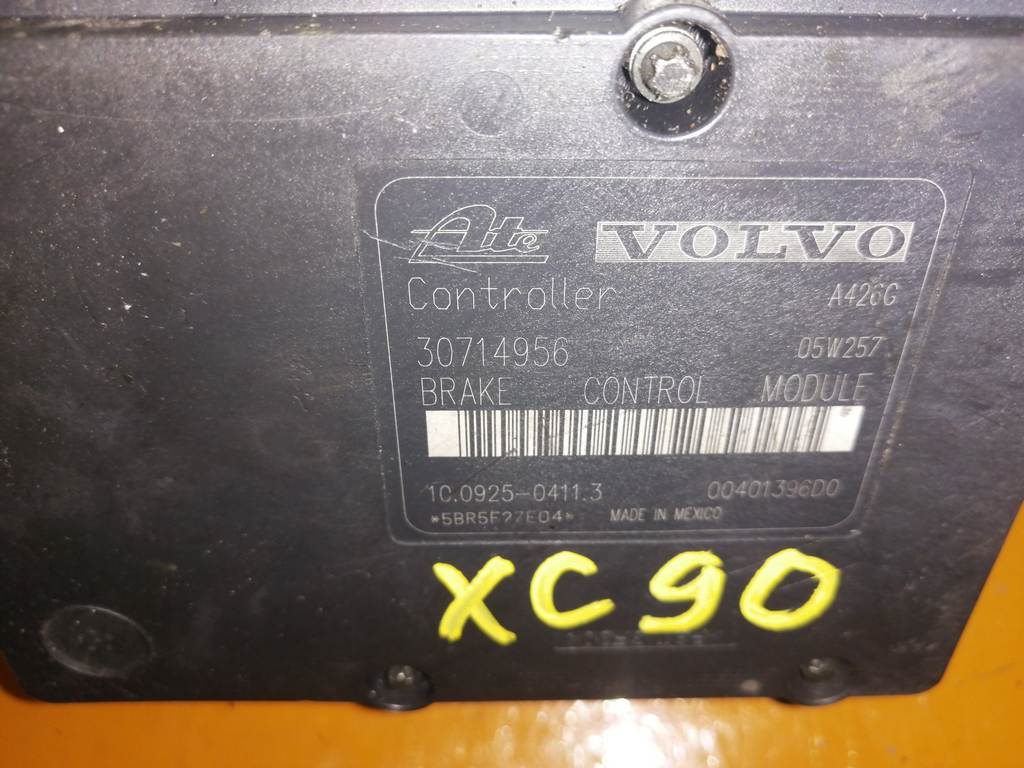 Ate VOLVO
Controller A426G
30714956 05W257
BRAKE CONTROL MODULE
10.0925-0411.3 00401396D0
*5BR5F27E04* MADE IN MEXICO
XC90